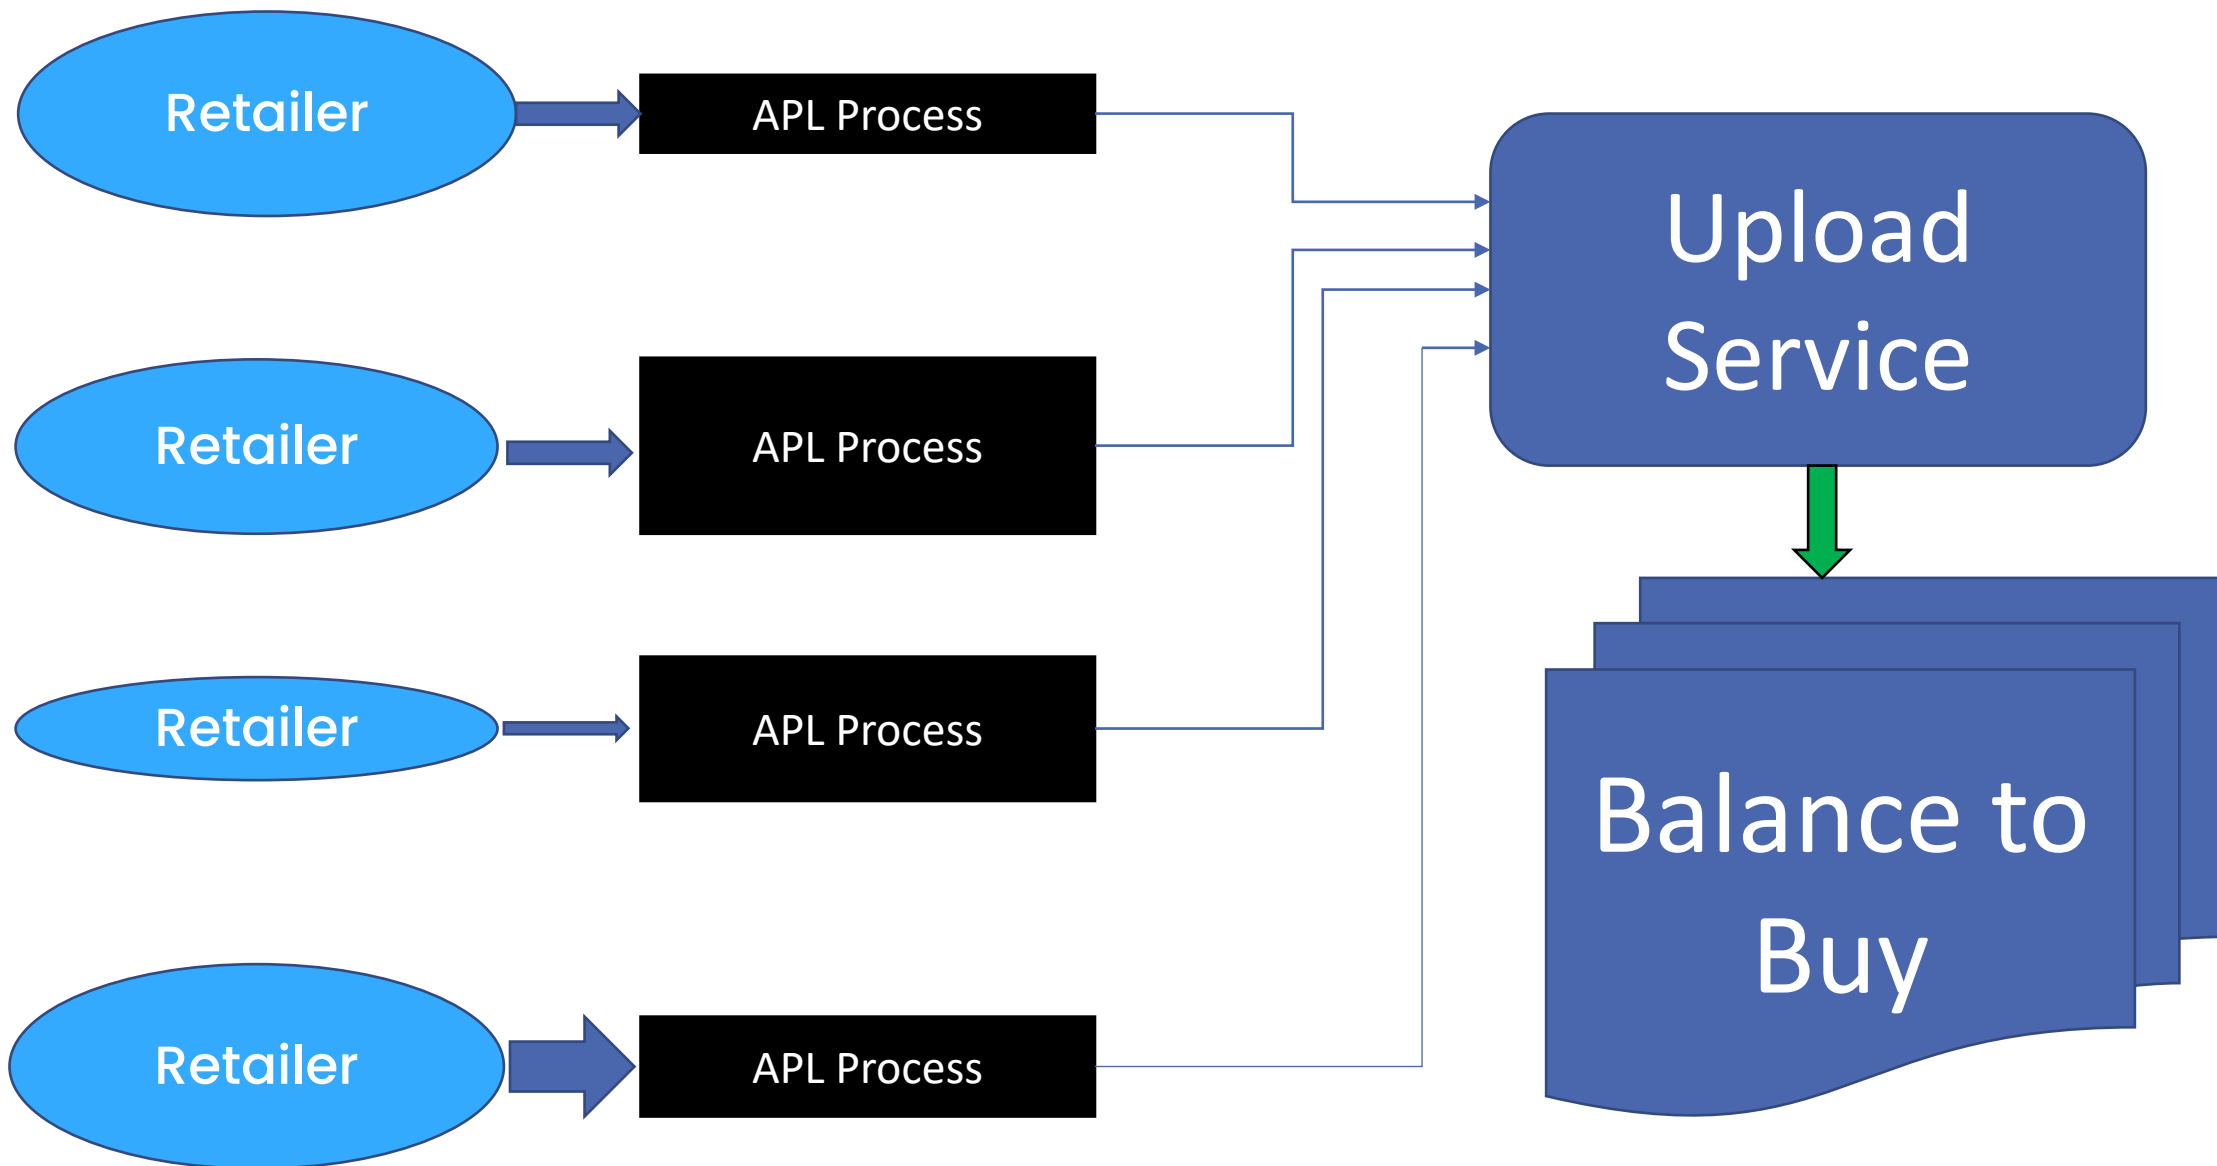 Retailer
APL Process
Upload
Service
Retailer
APL Process
Retailer
APL Process
Balance to
Buy
Retailer
APL Process